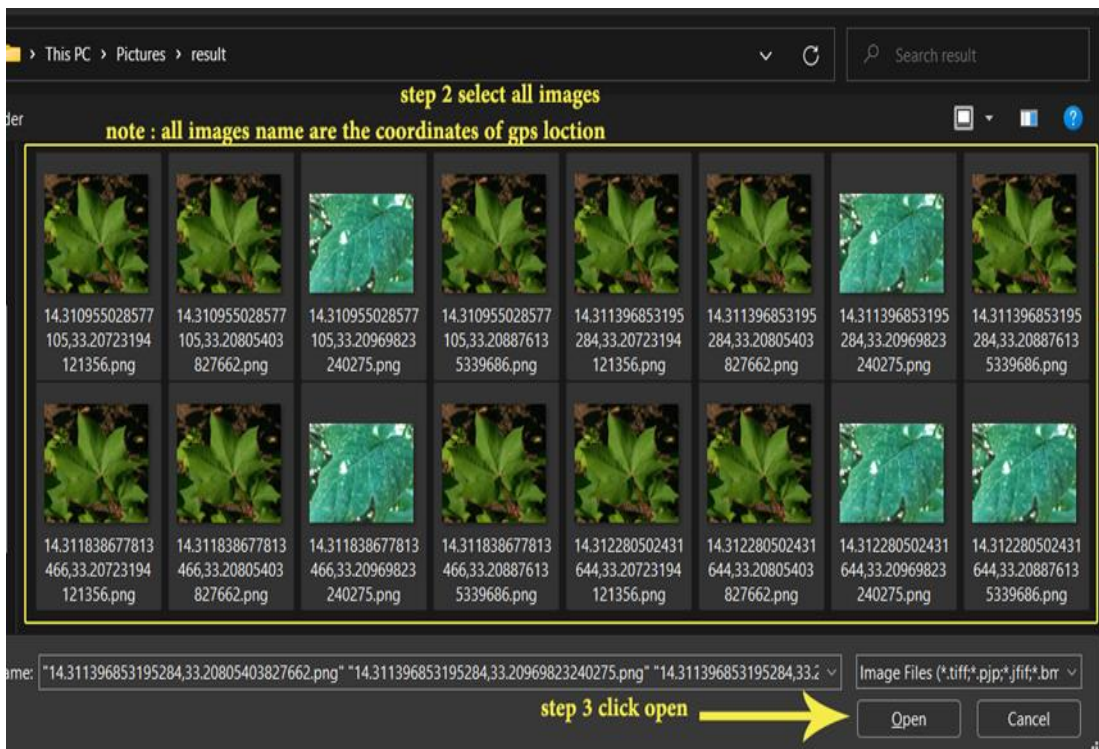 > This PC > Pictures > result
Search result
step 2 select all images
der
note : all images name are the coordinates of gps loction
14.310955028577
105,33.20723194
121356.png
14.310955028577
105,33.20805403
827662.png
14.310955028577
105,33.20969823
240275.png
14.310955028577
105,33.20887613
5339686.png
14.311396853195
284,33.20723194
121356.png
14.311396853195
284,33.20805403
827662.png
14.311396853195
284,33.20969823
240275.png
14.311396853195
284,33.20887613
5339686.png
14.311838677813
466,33.20723194
121356.png
14.311838677813
466,33.20805403
827662.png
14.311838677813
466,33.20969823
240275.png
14.311838677813
466,33.20887613
5339686.png
14.312280502431
644,33.20723194
121356.png
14.312280502431
644,33.20805403
827662.png
14.312280502431
644,33.20969823
240275.png
14.312280502431
644,33.20887613
5339686.png
ame: "14.311396853195284,33.20805403827662.png" "14.311396853195284,33.20969823240275.png" "14.311396853195284,33.2
Image Files (*.tiff;*.pjp;*.jfif;*.bm
step 3 click open
Open
Cancel